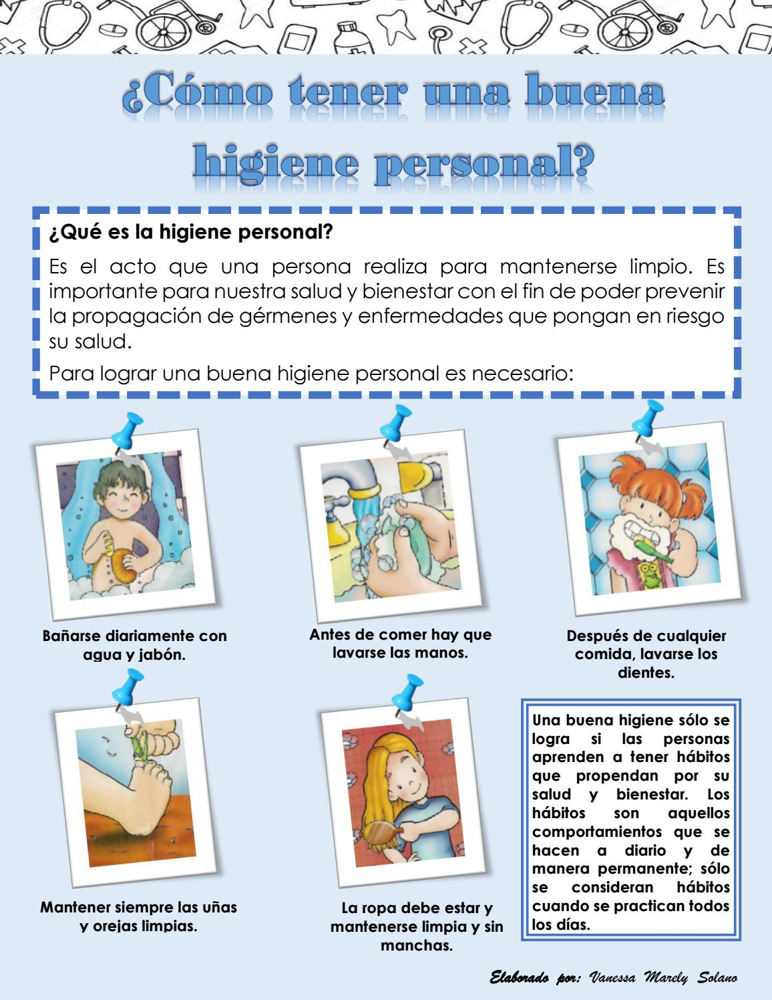 ¿Cómo tener una buena
higiene personal?
¿Qué es la higiene personal?
Es el acto que una persona realiza para mantenerse limpio. Es
importante para nuestra salud y bienestar con el fin de poder prevenir
la propagación de gérmenes y enfermedades que pongan en riesgo
su salud.
Para lograr una buena higiene personal es necesario:
Bañarse diariamente con
agua y jabón.
Antes de comer hay que
lavarse las manos.
Después de cualquier
comida, lavarse los
dientes.
Mantener siempre las uñas
y orejas limpias.
La ropa debe estar y
mantenerse limpia y sin
manchas.
Una buena higiene sólo se
logra si las personas
aprenden a tener hábitos
que propendan por su
salud y bienestar. Los
hábitos son aquellos
comportamientos que se
hacen a diario y de
manera permanente; sólo
se consideran hábitos
cuando se practican todos
los días.
Elaborado por: Vanessa Marely Solano